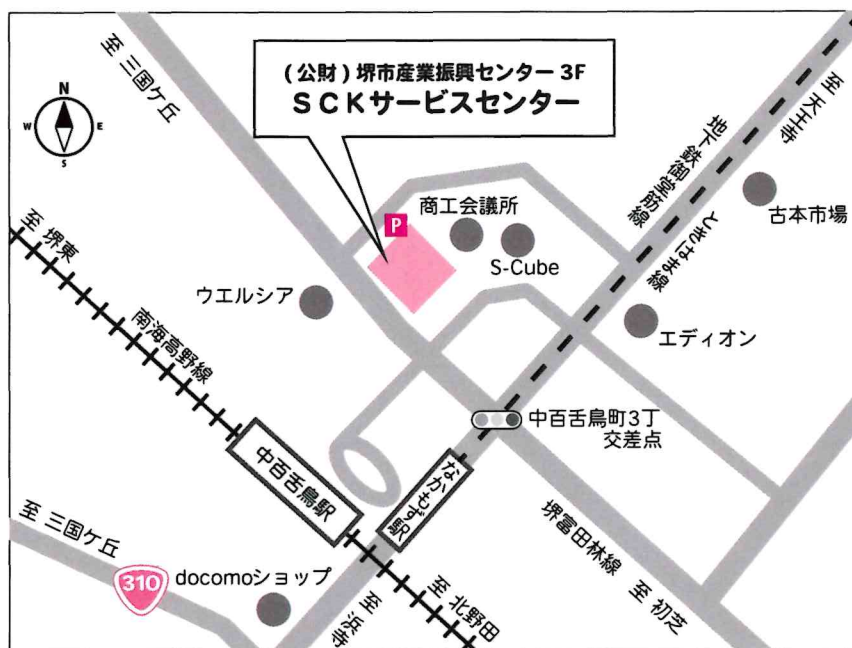 (公財)堺市産業振興センター 3F
SCKサービスセンター
至 三国ケ丘
N
W
E
S
至 天王寺
地下鉄御堂筋線
ときはま線
古本市場
商工会議所
P
S-Cube
至 堺東
ウエルシア
エディオン
南海高野線
中百舌鳥町3丁
交差点
中百舌鳥駅
なかもず駅
至 三国ケ丘
堺富田林線
至 初芝
310
docomoショップ
至 浜寺
至 北野田